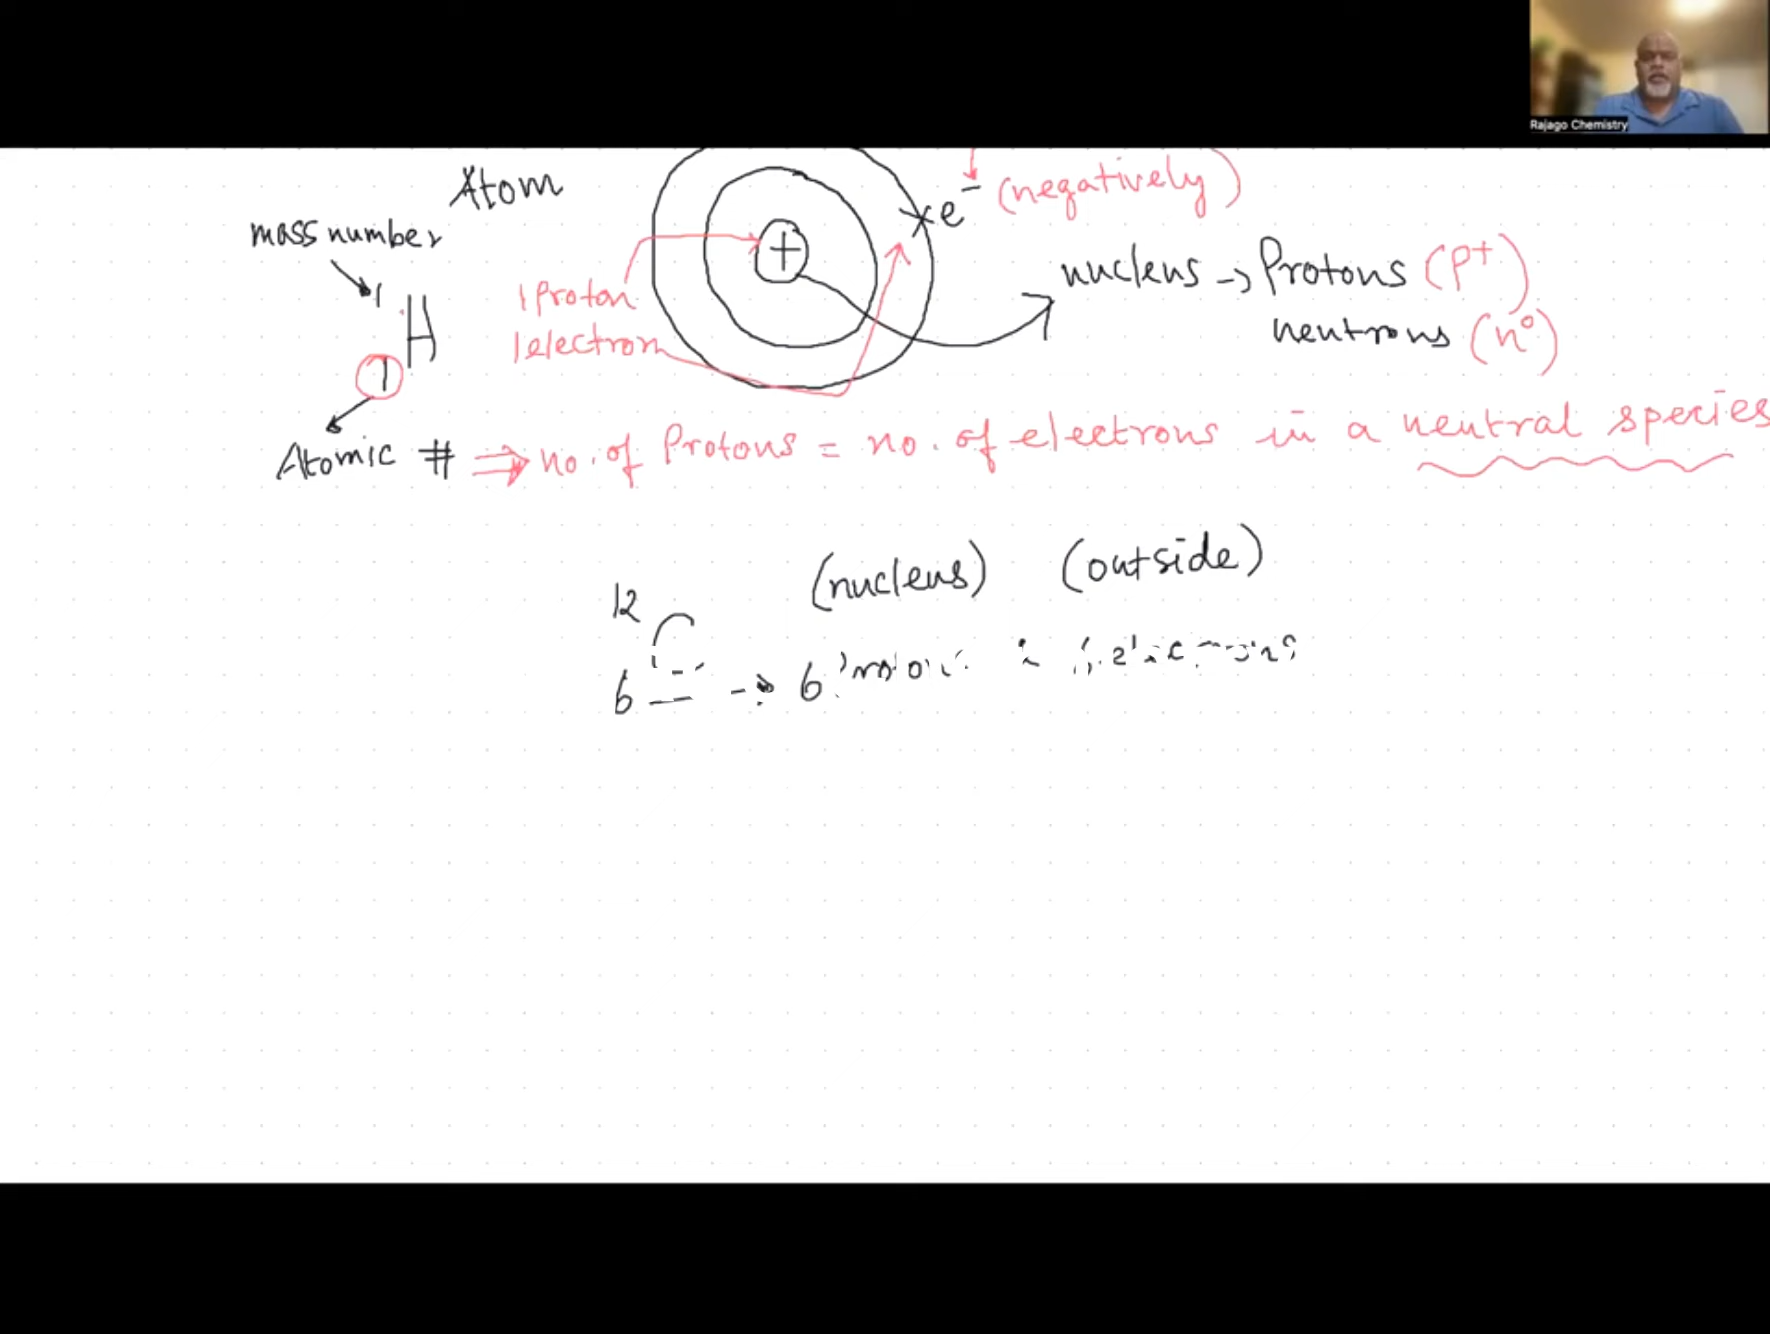 Rajago Chemistry
Atom
e⁻ (negatively)
mass number
nucleus → Protons (P⁺)
1 H
1 Proton
neutrons (n⁰)
1 electron
1
Atomic # ⇒ no. of Protons = no. of electrons in a neutral species
(nucleus) (outside)
12
6 → 6